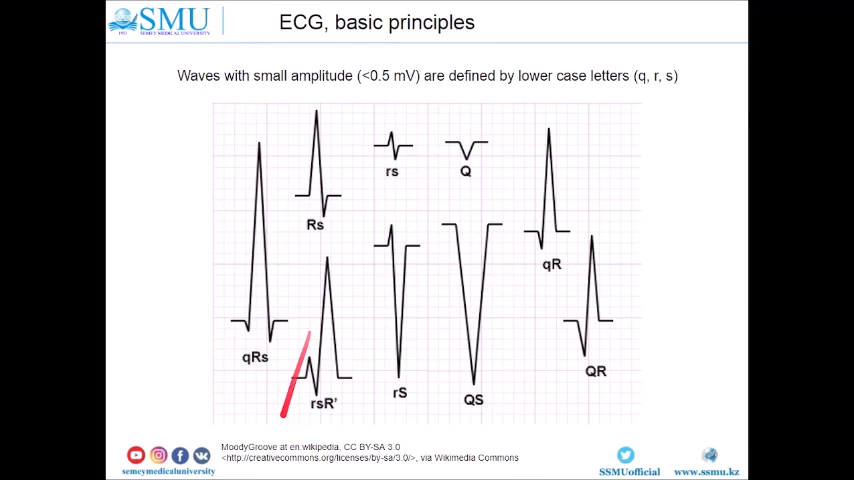 SMU
SEMEY MEDICAL UNIVERSITY
ECG, basic principles
Waves with small amplitude (<0.5 mV) are defined by lower case letters (q, r, s)
rs
Q
Rs
qR
qRs
QR
rS
QS
rsR’
MoodyGroove at en.wikipedia, CC BY-SA 3.0
<http://creativecommons.org/licenses/by-sa/3.0/>, via Wikimedia Commons
semeymedicaluniversity
SSMUofficial
www.ssmu.kz